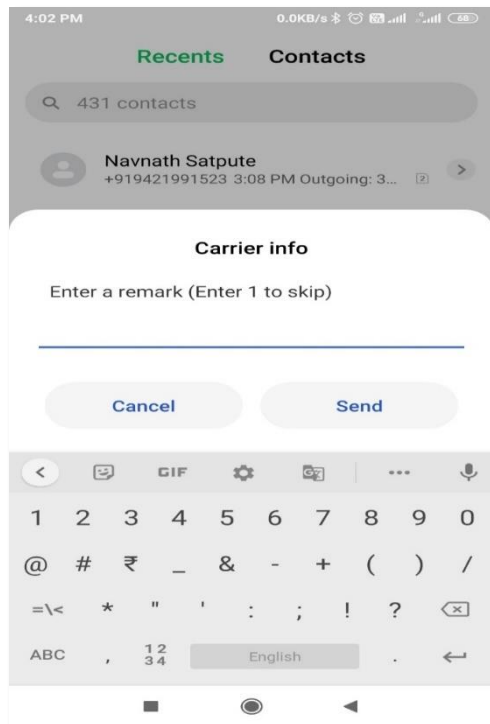 4:02 PM 0.0KB/s 68
Recents Contacts
431 contacts
Navnath Satpute
+919421991523 3:08 PM Outgoing: 3... 2
Carrier info
Enter a remark (Enter 1 to skip)
Cancel Send
GIF
1 2 3 4 5 6 7 8 9 0
@ # ₹ _ & - + ( ) /
=\< * " ' : ; ! ?
ABC , 12 34 English .